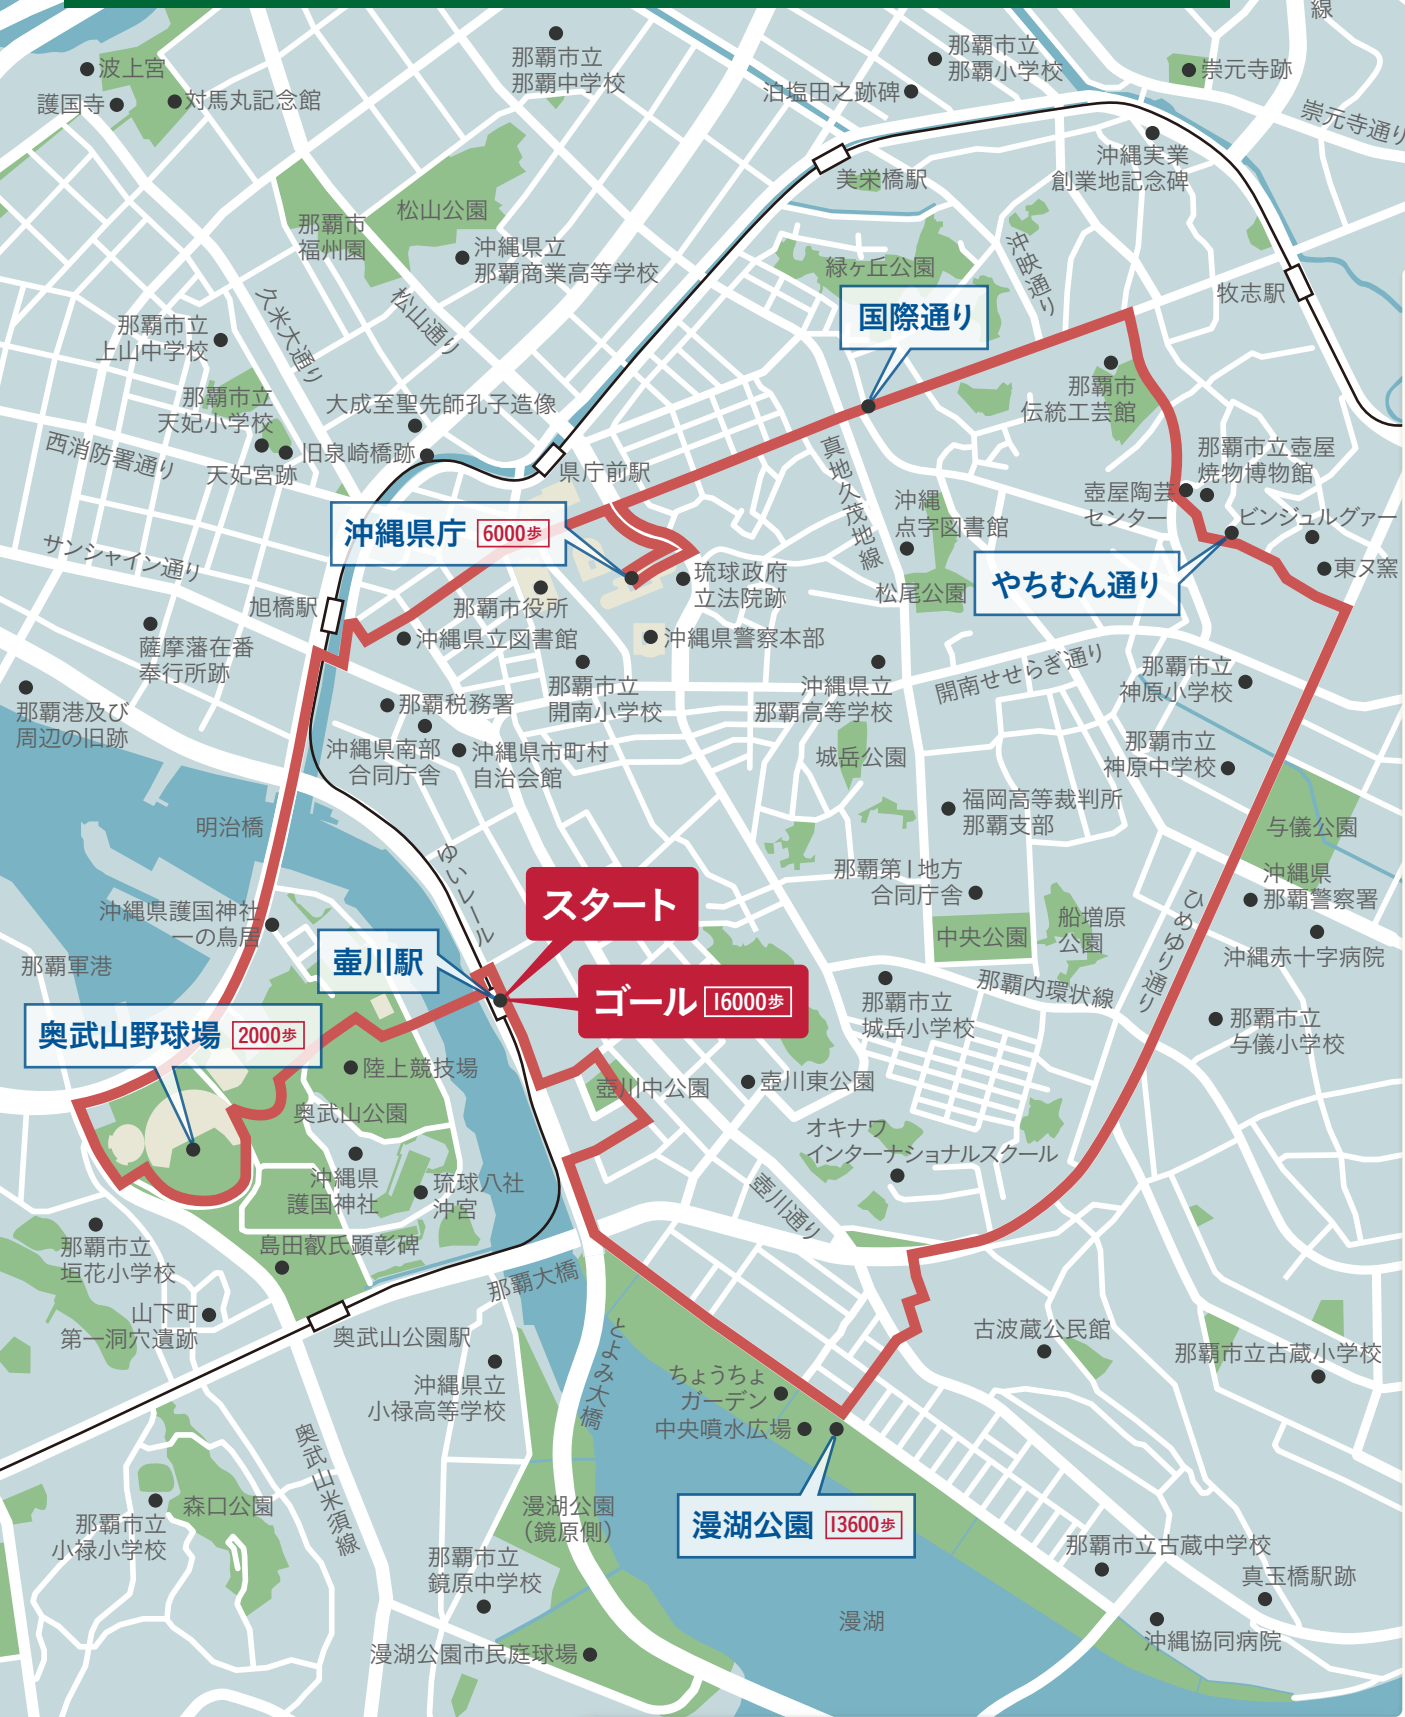 線
波上宮
護国寺
対馬丸記念館
那覇市立
那覇中学校
那覇市立
那覇小学校
泊塩田之跡碑
崇元寺跡
崇元寺通り
沖縄実業
創業地記念碑
美栄橋駅
松山公園
那覇市
福州園
沖縄県立
那覇商業高等学校
緑ヶ丘公園
沖映通り
牧志駅
国際通り
久米大通り
松山通り
那覇市立
上山中学校
那覇市立
天妃小学校
大成至聖先師孔子造像
那覇市
伝統工芸館
西消防署通り
天妃宮跡
旧泉崎橋跡
県庁前駅
真地久茂地線
那覇市立壺屋
焼物博物館
壺屋陶芸
センター
ビンジュルグァー
沖縄
点字図書館
沖縄県庁 6000歩
サンシャイン通り
やちむん通り
東ヌ窯
琉球政府
立法院跡
松尾公園
旭橋駅
那覇市役所
沖縄県立図書館
沖縄県警察本部
薩摩藩在番
奉行所跡
開南せせらぎ通り
那覇市立
神原小学校
那覇港及び
周辺の旧跡
那覇税務署
那覇市立
開南小学校
沖縄県立
那覇高等学校
沖縄県南部
合同庁舎
沖縄県市町村
自治会館
城岳公園
那覇市立
神原中学校
明治橋
福岡高等裁判所
那覇支部
与儀公園
ゆいレール
那覇第1地方
合同庁舎
沖縄県
那覇警察署
スタート
ひめゆり通り
沖縄県護国神社
一の鳥居
船増原
公園
中央公園
沖縄赤十字病院
那覇軍港
壷川駅
ゴール 16000歩
那覇内環状線
那覇市立
城岳小学校
那覇市立
与儀小学校
奥武山野球場 2000歩
陸上競技場
壺川中公園
壺川東公園
奥武山公園
オキナワ
インターナショナルスクール
沖縄県
護国神社
琉球八社
沖宮
壺川通り
那覇市立
垣花小学校
島田叡氏顕彰碑
那覇大橋
山下町
第一洞穴遺跡
奥武山公園駅
とよみ大橋
古波蔵公民館
那覇市立古蔵小学校
沖縄県立
小禄高等学校
ちょうちょ
ガーデン
中央噴水広場
奥武山米須線
漫湖公園 13600歩
森口公園
那覇市立
小禄小学校
漫湖公園
（鏡原側）
那覇市立
鏡原中学校
那覇市立古蔵中学校
真玉橋駅跡
漫湖
沖縄協同病院
漫湖公園市民庭球場